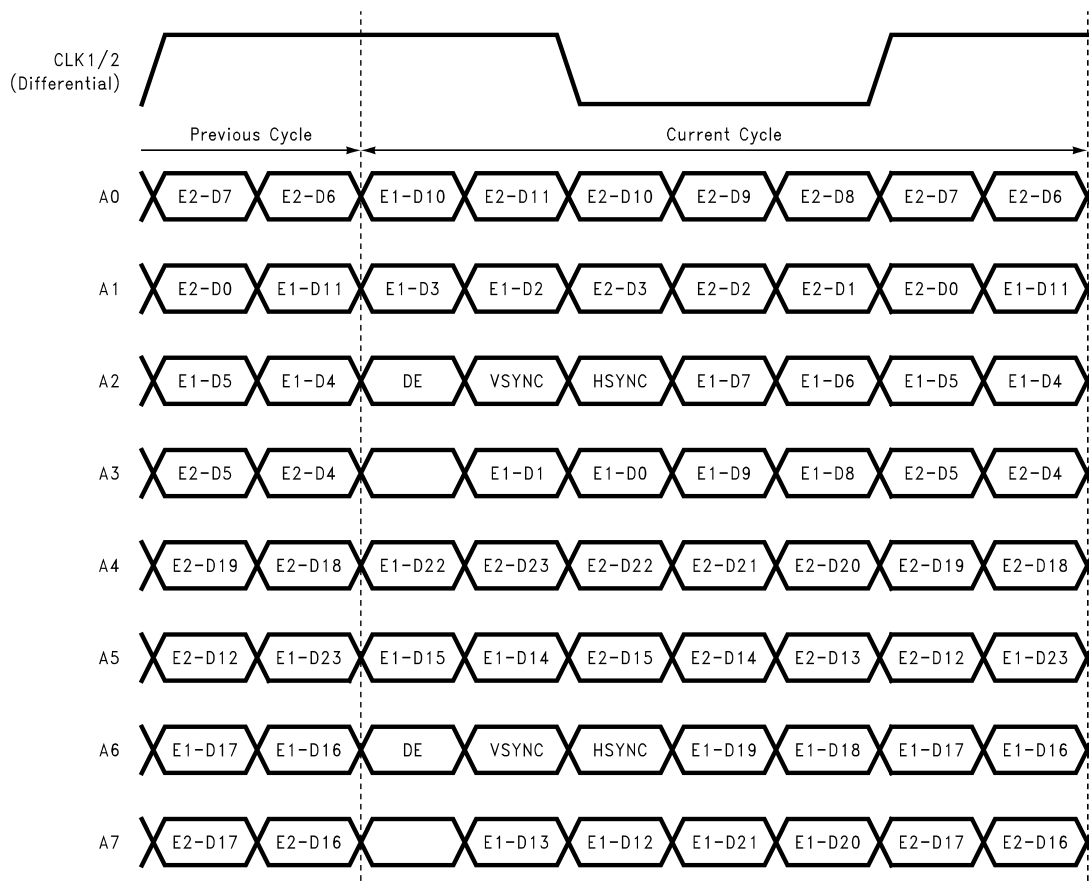 CLK1/2
(Differential)
Previous Cycle Current Cycle
A0 E2-D7 E2-D6 E1-D10 E2-D11 E2-D10 E2-D9 E2-D8 E2-D7 E2-D6
A1 E2-D0 E1-D11 E1-D3 E1-D2 E2-D3 E2-D2 E2-D1 E2-D0 E1-D11
A2 E1-D5 E1-D4 DE VSYNC HSYNC E1-D7 E1-D6 E1-D5 E1-D4
A3 E2-D5 E2-D4 E1-D1 E1-D0 E1-D9 E1-D8 E2-D5 E2-D4
A4 E2-D19 E2-D18 E1-D22 E2-D23 E2-D22 E2-D21 E2-D20 E2-D19 E2-D18
A5 E2-D12 E1-D23 E1-D15 E1-D14 E2-D15 E2-D14 E2-D13 E2-D12 E1-D23
A6 E1-D17 E1-D16 DE VSYNC HSYNC E1-D19 E1-D18 E1-D17 E1-D16
A7 E2-D17 E2-D16 E1-D13 E1-D12 E1-D21 E1-D20 E2-D17 E2-D16